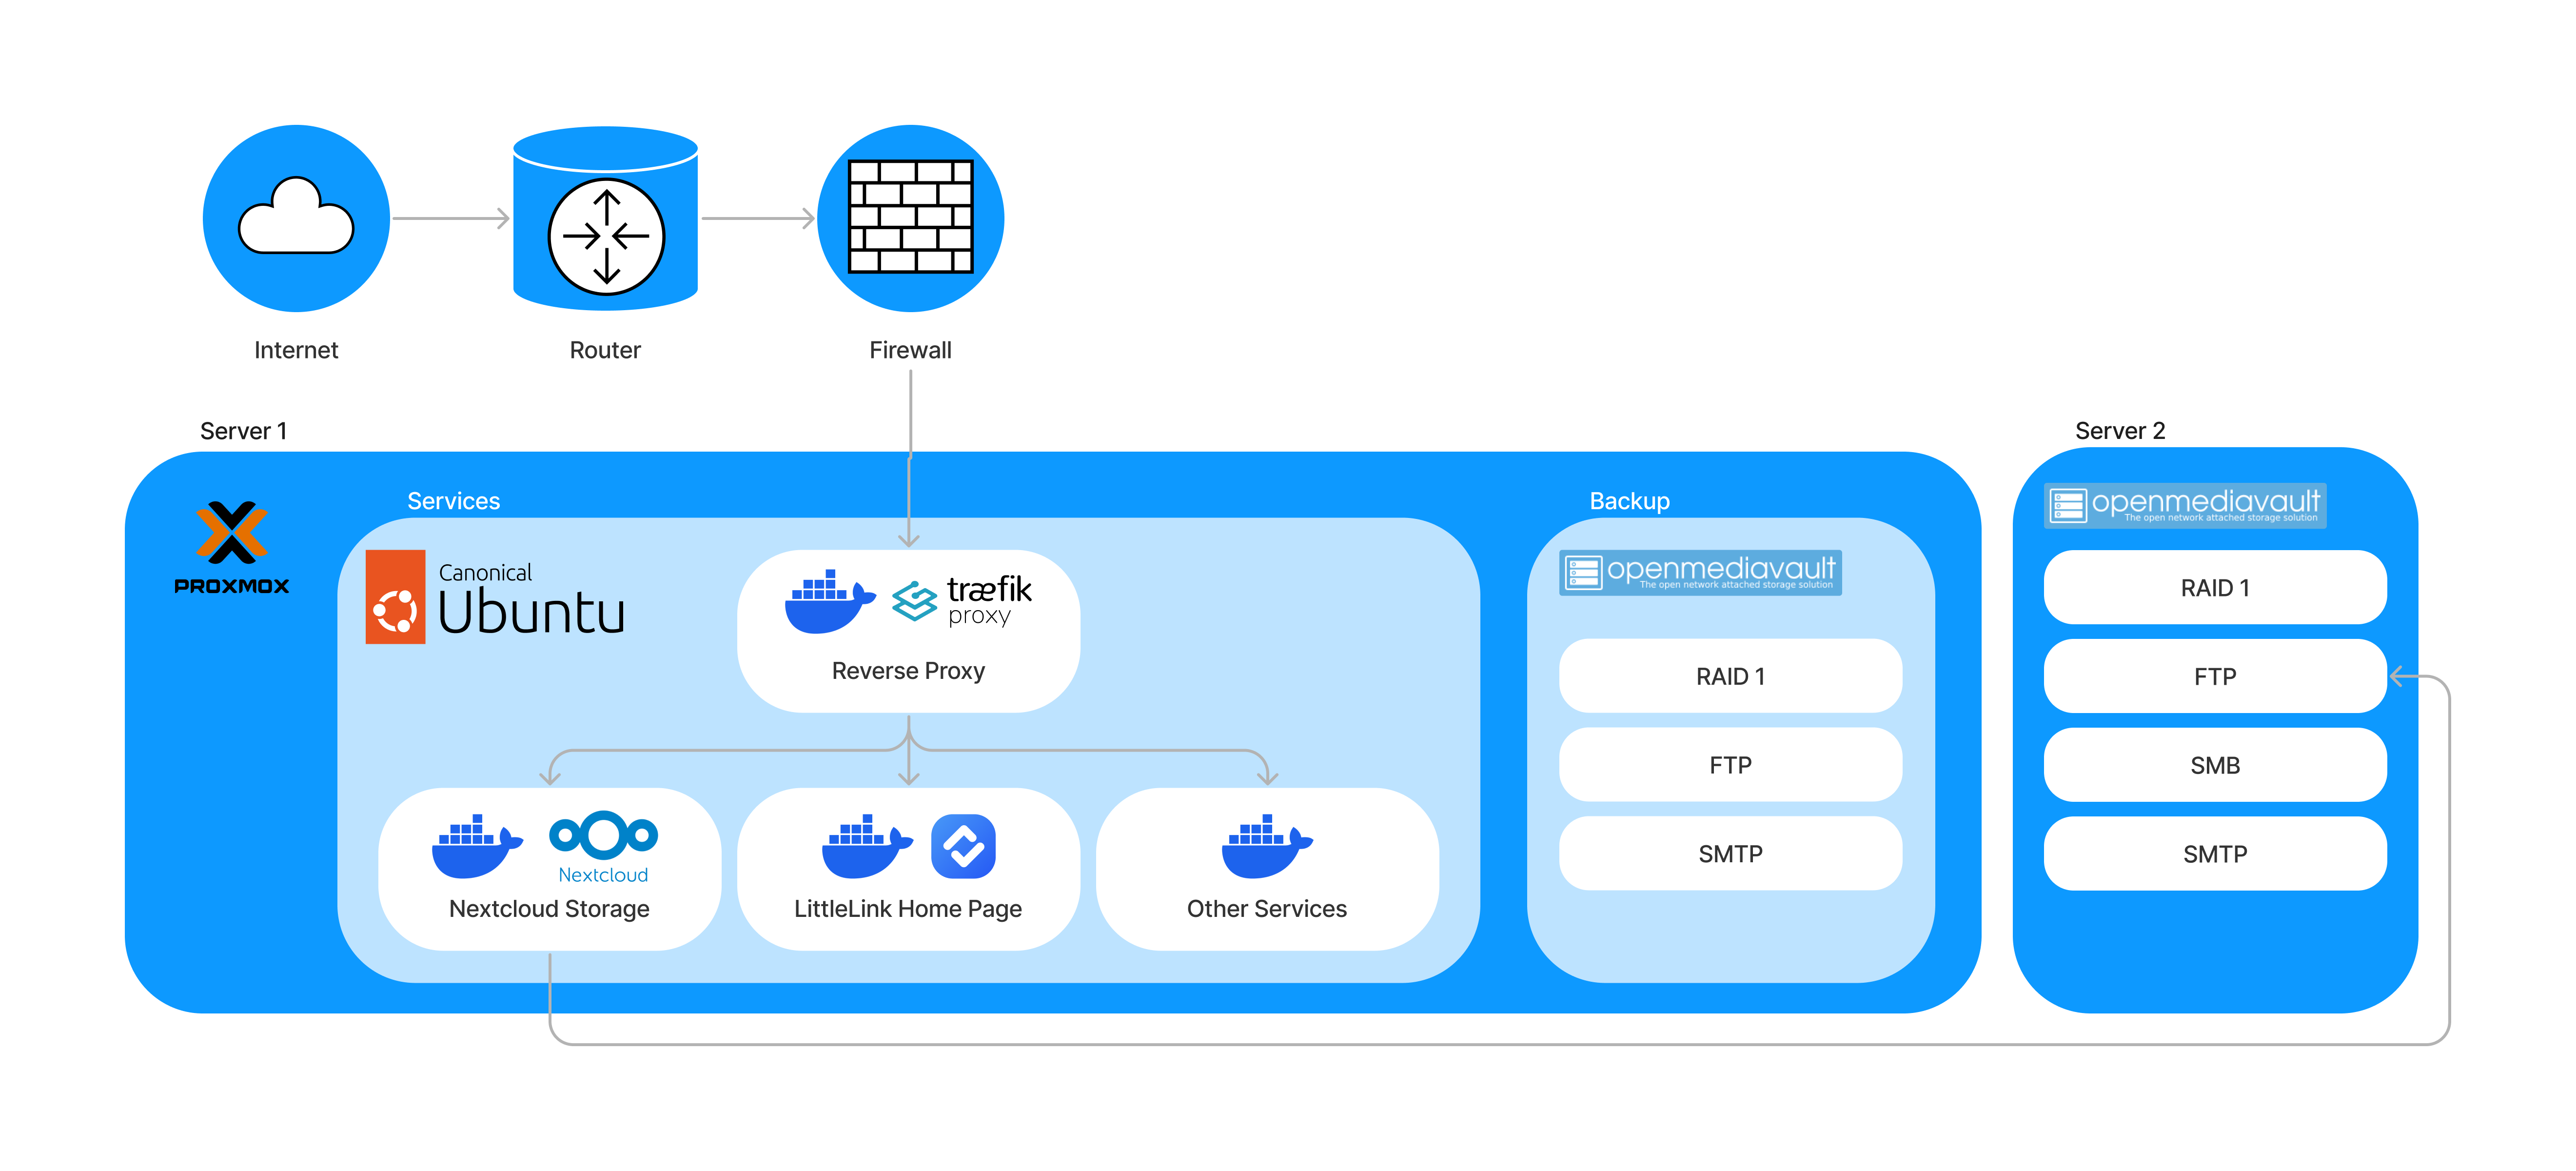 Internet
Router
Firewall
Server 1
Server 2
PROXMOX
Services
Backup
Canonical
Ubuntu
træfik
proxy
Reverse Proxy
Nextcloud
Nextcloud Storage
LittleLink Home Page
Other Services
openmediavault
The open network attached storage solution
RAID 1
FTP
SMTP
openmediavault
The open network attached storage solution
RAID 1
FTP
SMB
SMTP